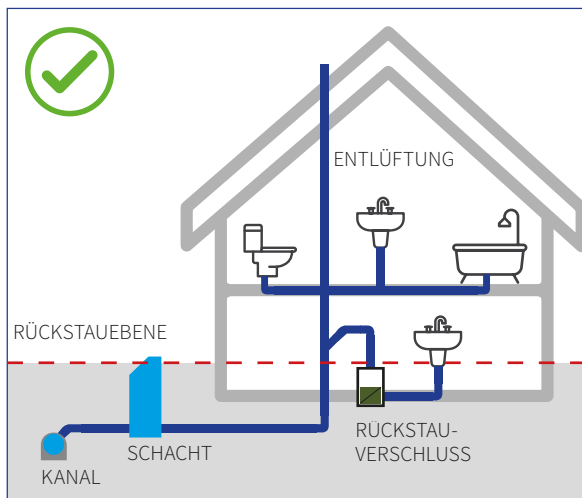 ENTLÜFTUNG
RÜCKSTAUEBENE
RÜCKSTAU-
VERSCHLUSS
SCHACHT
KANAL